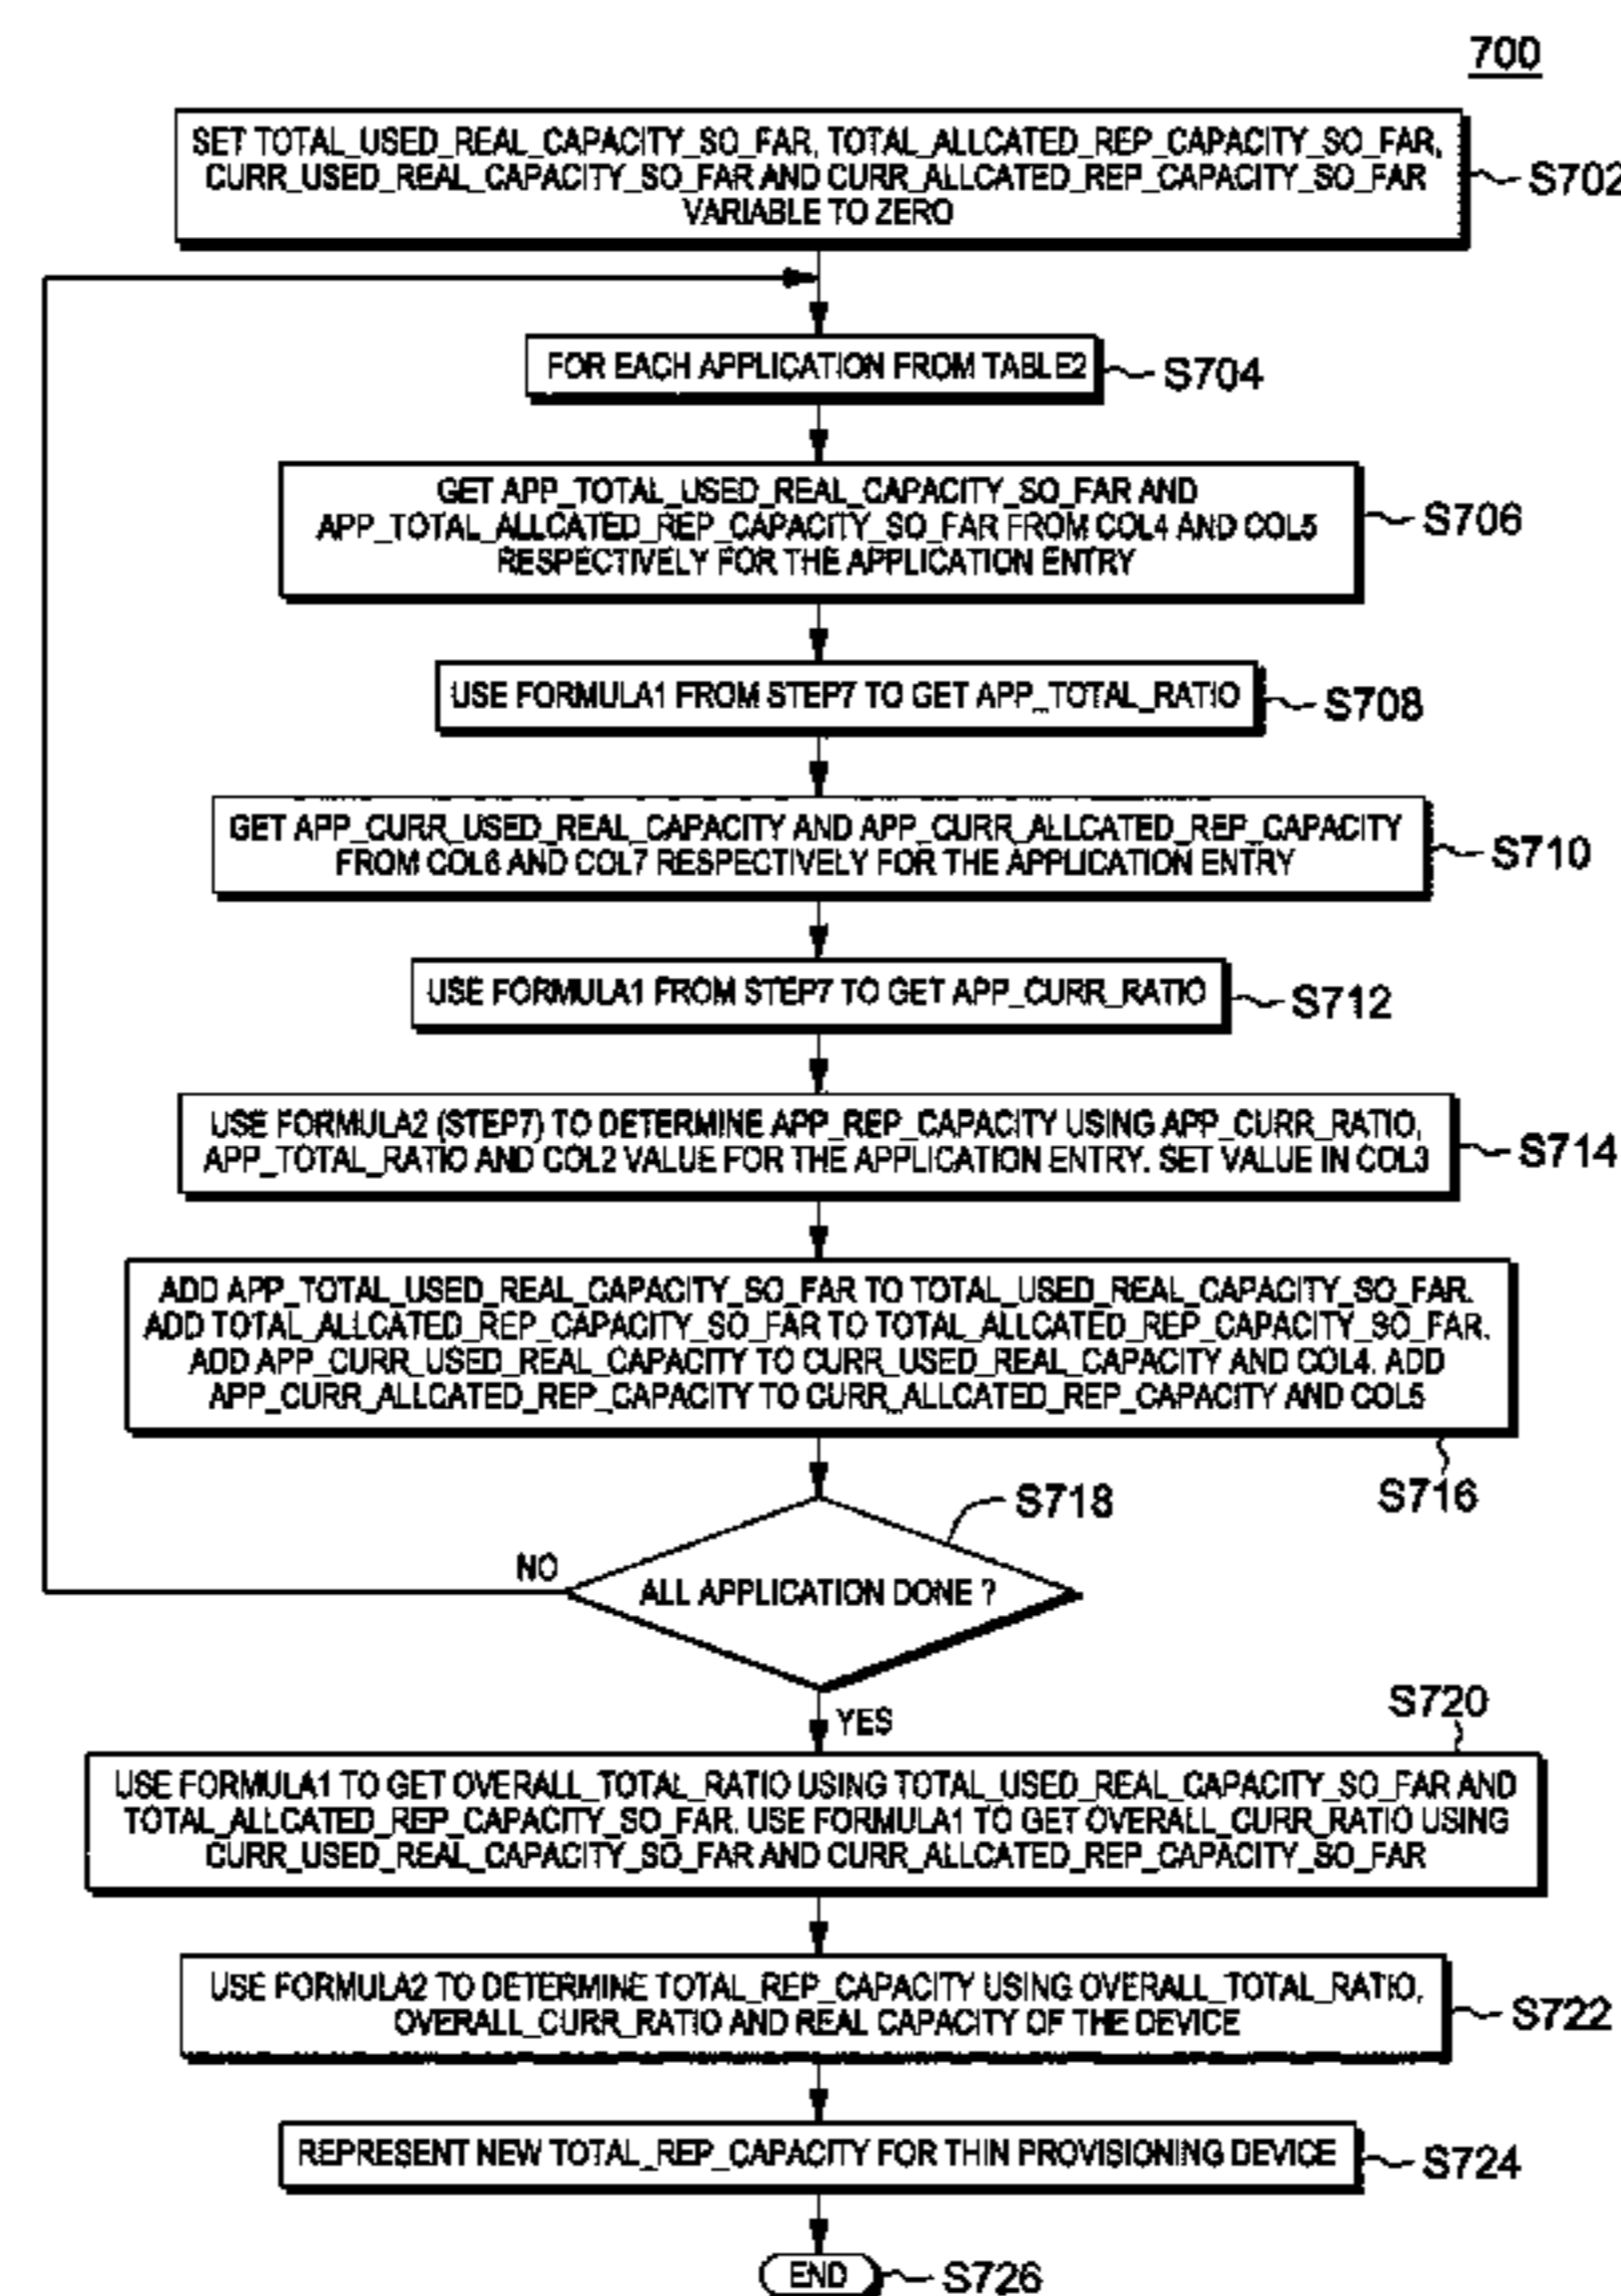 700
SET TOTAL_USED_REAL_CAPACITY_SO_FAR, TOTAL_ALLCATED_REP_CAPACITY_SO_FAR,
CURR_USED_REAL_CAPACITY_SO_FAR AND CURR_ALLCATED_REP_CAPACITY_SO_FAR
VARIABLE TO ZERO
S702
FOR EACH APPLICATION FROM TABLE2
S704
GET APP_TOTAL_USED_REAL_CAPACITY_SO_FAR AND
APP_TOTAL_ALLCATED_REP_CAPACITY_SO_FAR FROM COL4 AND COL5
RESPECTIVELY FOR THE APPLICATION ENTRY
S706
USE FORMULA1 FROM STEP7 TO GET APP_TOTAL_RATIO
S708
GET APP_CURR_USED_REAL_CAPACITY AND APP_CURR_ALLCATED_REP_CAPACITY
FROM COL6 AND COL7 RESPECTIVELY FOR THE APPLICATION ENTRY
S710
USE FORMULA1 FROM STEP7 TO GET APP_CURR_RATIO
S712
USE FORMULA2 (STEP7) TO DETERMINE APP_REP_CAPACITY USING APP_CURR_RATIO,
APP_TOTAL_RATIO AND COL2 VALUE FOR THE APPLICATION ENTRY. SET VALUE IN COL3
S714
ADD APP_TOTAL_USED_REAL_CAPACITY_SO_FAR TO TOTAL_USED_REAL_CAPACITY_SO_FAR.
ADD TOTAL_ALLCATED_REP_CAPACITY_SO_FAR TO TOTAL_ALLCATED_REP_CAPACITY_SO_FAR.
ADD APP_CURR_USED_REAL_CAPACITY TO CURR_USED_REAL_CAPACITY AND COL4. ADD
APP_CURR_ALLCATED_REP_CAPACITY TO CURR_ALLCATED_REP_CAPACITY AND COL5
S716
S718
ALL APPLICATION DONE ?
NO
YES
S720
USE FORMULA1 TO GET OVERALL_TOTAL_RATIO USING TOTAL_USED_REAL_CAPACITY_SO_FAR AND
TOTAL_ALLCATED_REP_CAPACITY_SO_FAR. USE FORMULA1 TO GET OVERALL_CURR_RATIO USING
CURR_USED_REAL_CAPACITY_SO_FAR AND CURR_ALLCATED_REP_CAPACITY_SO_FAR
USE FORMULA2 TO DETERMINE TOTAL_REP_CAPACITY USING OVERALL_TOTAL_RATIO,
OVERALL_CURR_RATIO AND REAL CAPACITY OF THE DEVICE
S722
REPRESENT NEW TOTAL_REP_CAPACITY FOR THIN PROVISIONING DEVICE
S724
END
S726